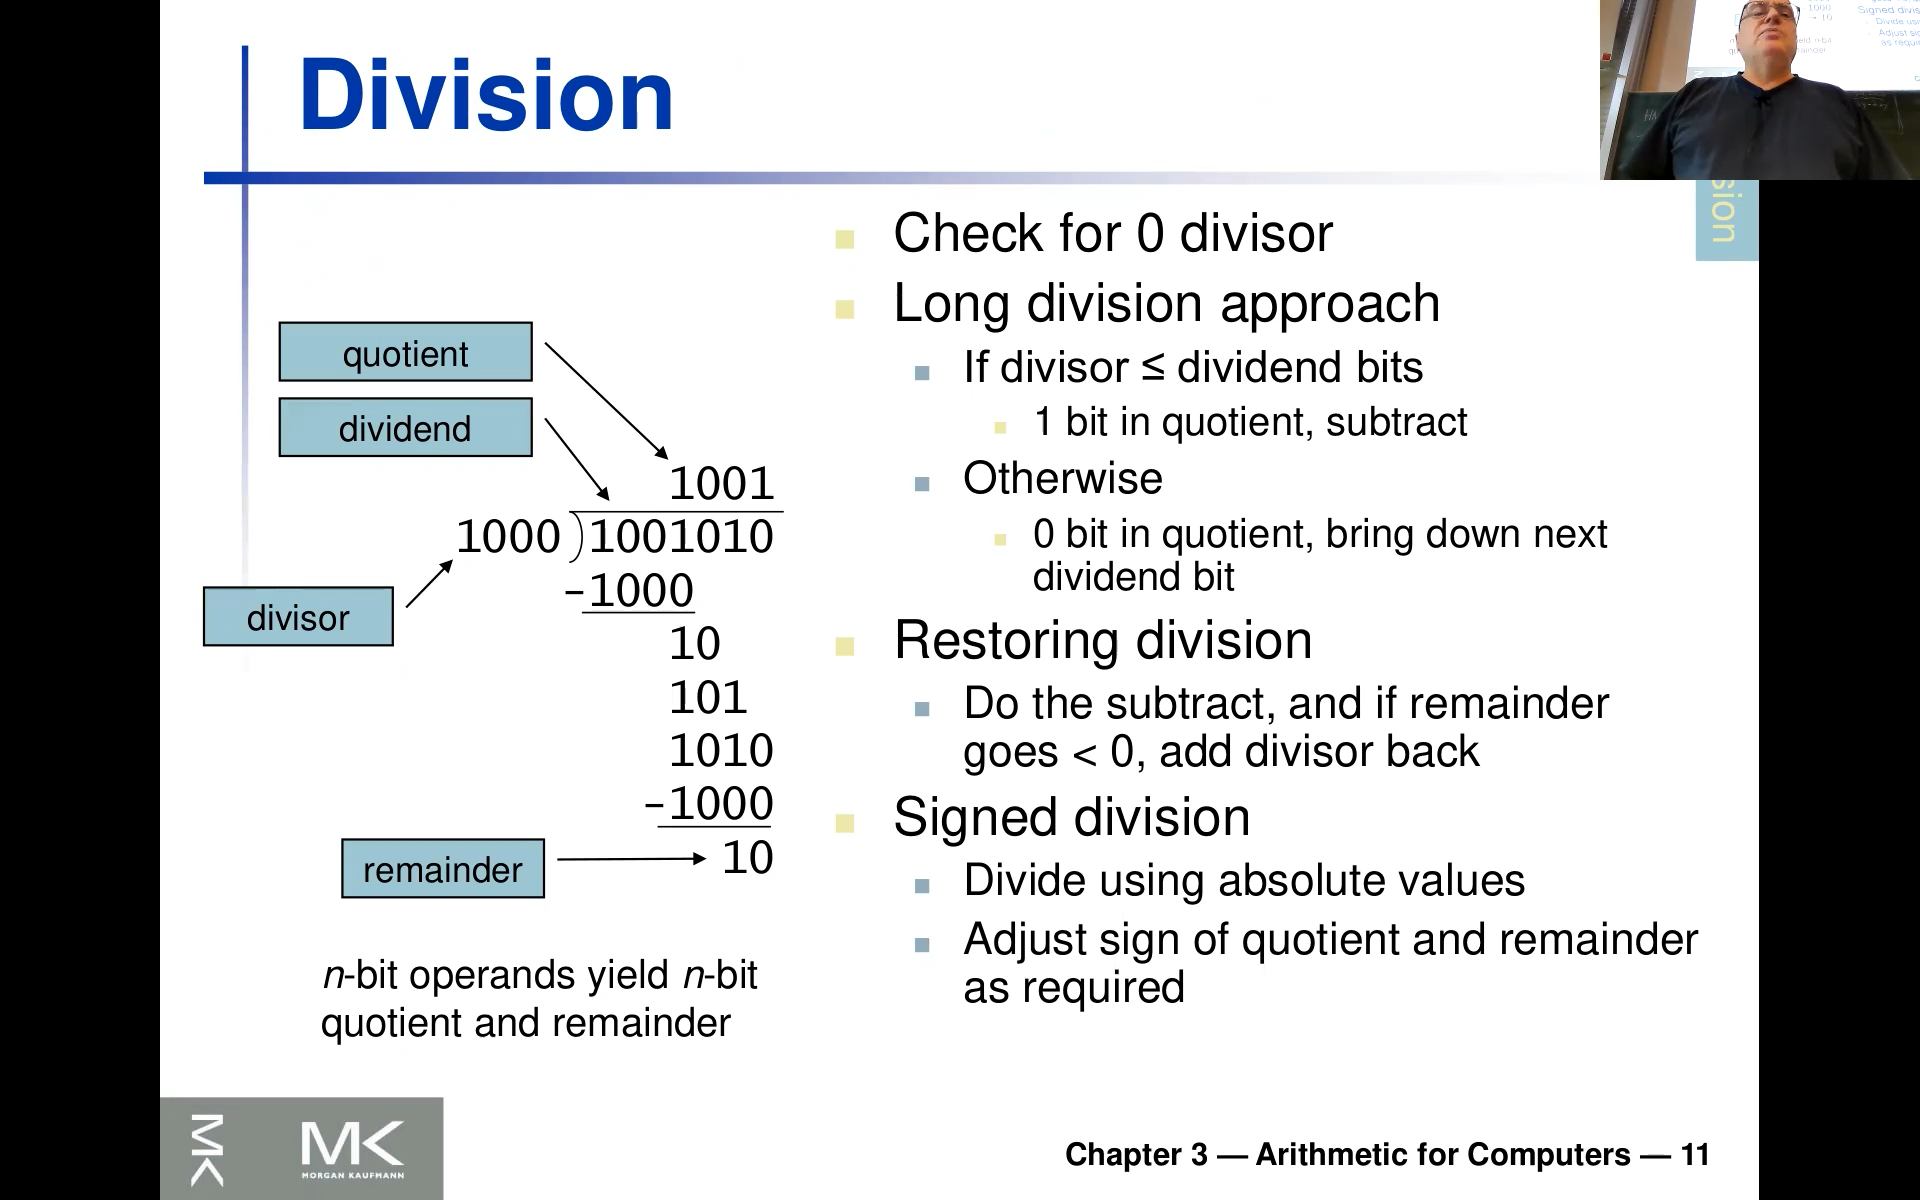 Division
Check for 0 divisor
Long division approach
If divisor ≤ dividend bits
1 bit in quotient, subtract
Otherwise
0 bit in quotient, bring down next
dividend bit
Restoring division
Do the subtract, and if remainder
goes < 0, add divisor back
Signed division
Divide using absolute values
Adjust sign of quotient and remainder
as required
quotient
dividend
1001
1000 )1001010
divisor
-1000
10
101
1010
-1000
remainder
10
n-bit operands yield n-bit
quotient and remainder
MK
MK
MORGAN KAUFMANN
Chapter 3 — Arithmetic for Computers — 11
1000
10